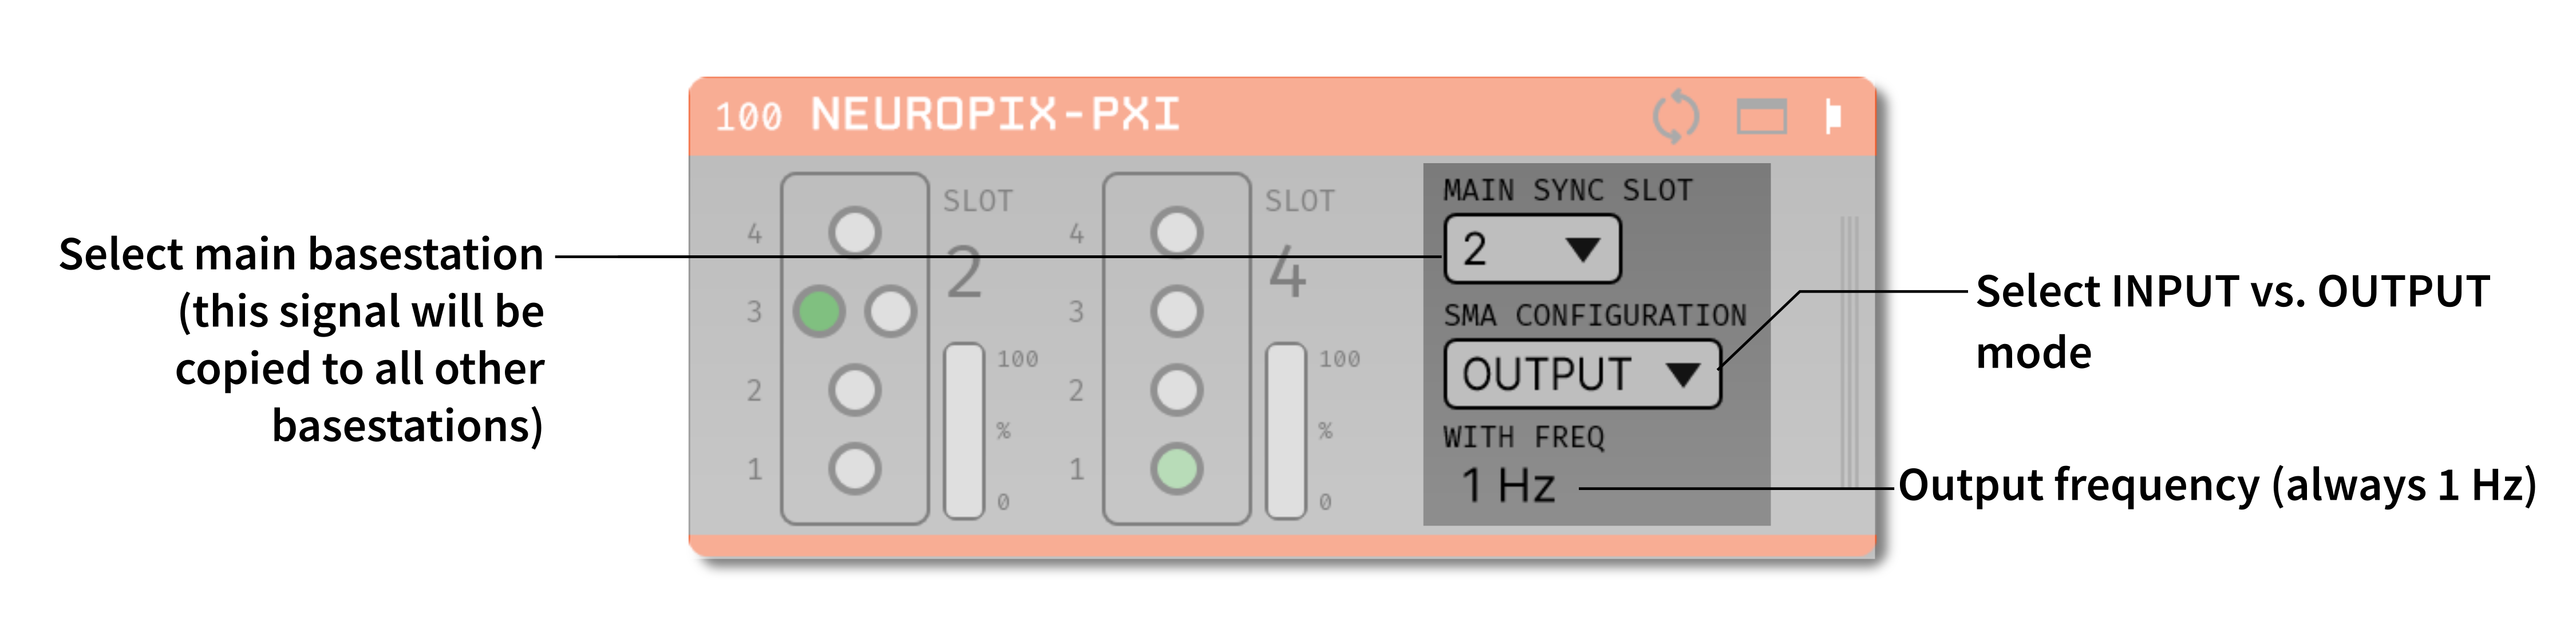 100 NEUROPIX-PXI
Select main basestation
(this signal will be
copied to all other
basestations)
4
3
2
1
SLOT
2
100
%
0
4
3
2
1
SLOT
4
100
%
0
MAIN SYNC SLOT
2
SMA CONFIGURATION
OUTPUT
WITH FREQ
1 Hz
Select INPUT vs. OUTPUT
mode
Output frequency (always 1 Hz)